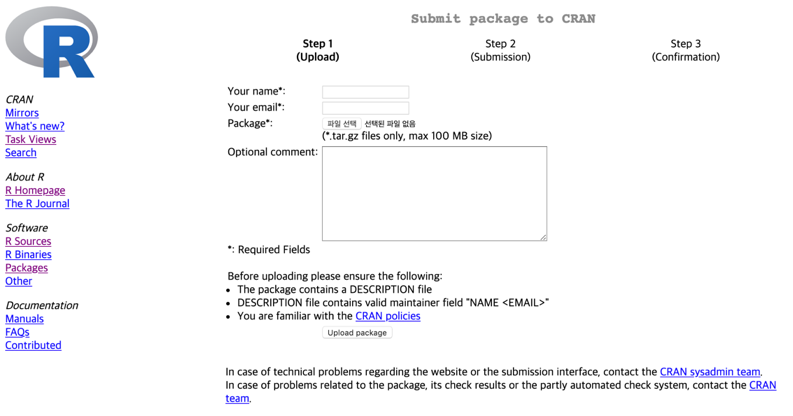 R
Submit package to CRAN
Step 1
(Upload)
Step 2
(Submission)
Step 3
(Confirmation)
CRAN
Mirrors
What's new?
Task Views
Search
About R
R Homepage
The R Journal
Software
R Sources
R Binaries
Packages
Other
Documentation
Manuals
FAQs
Contributed
Your name*:
Your email*:
Package*:
파일 선택 선택된 파일 없음
(*.tar.gz files only, max 100 MB size)
Optional comment:
*: Required Fields
Before uploading please ensure the following:
• The package contains a DESCRIPTION file
• DESCRIPTION file contains valid maintainer field "NAME <EMAIL>"
• You are familiar with the CRAN policies
Upload package
In case of technical problems regarding the website or the submission interface, contact the CRAN sysadmin team.
In case of problems related to the package, its check results or the partly automated check system, contact the CRAN
team.